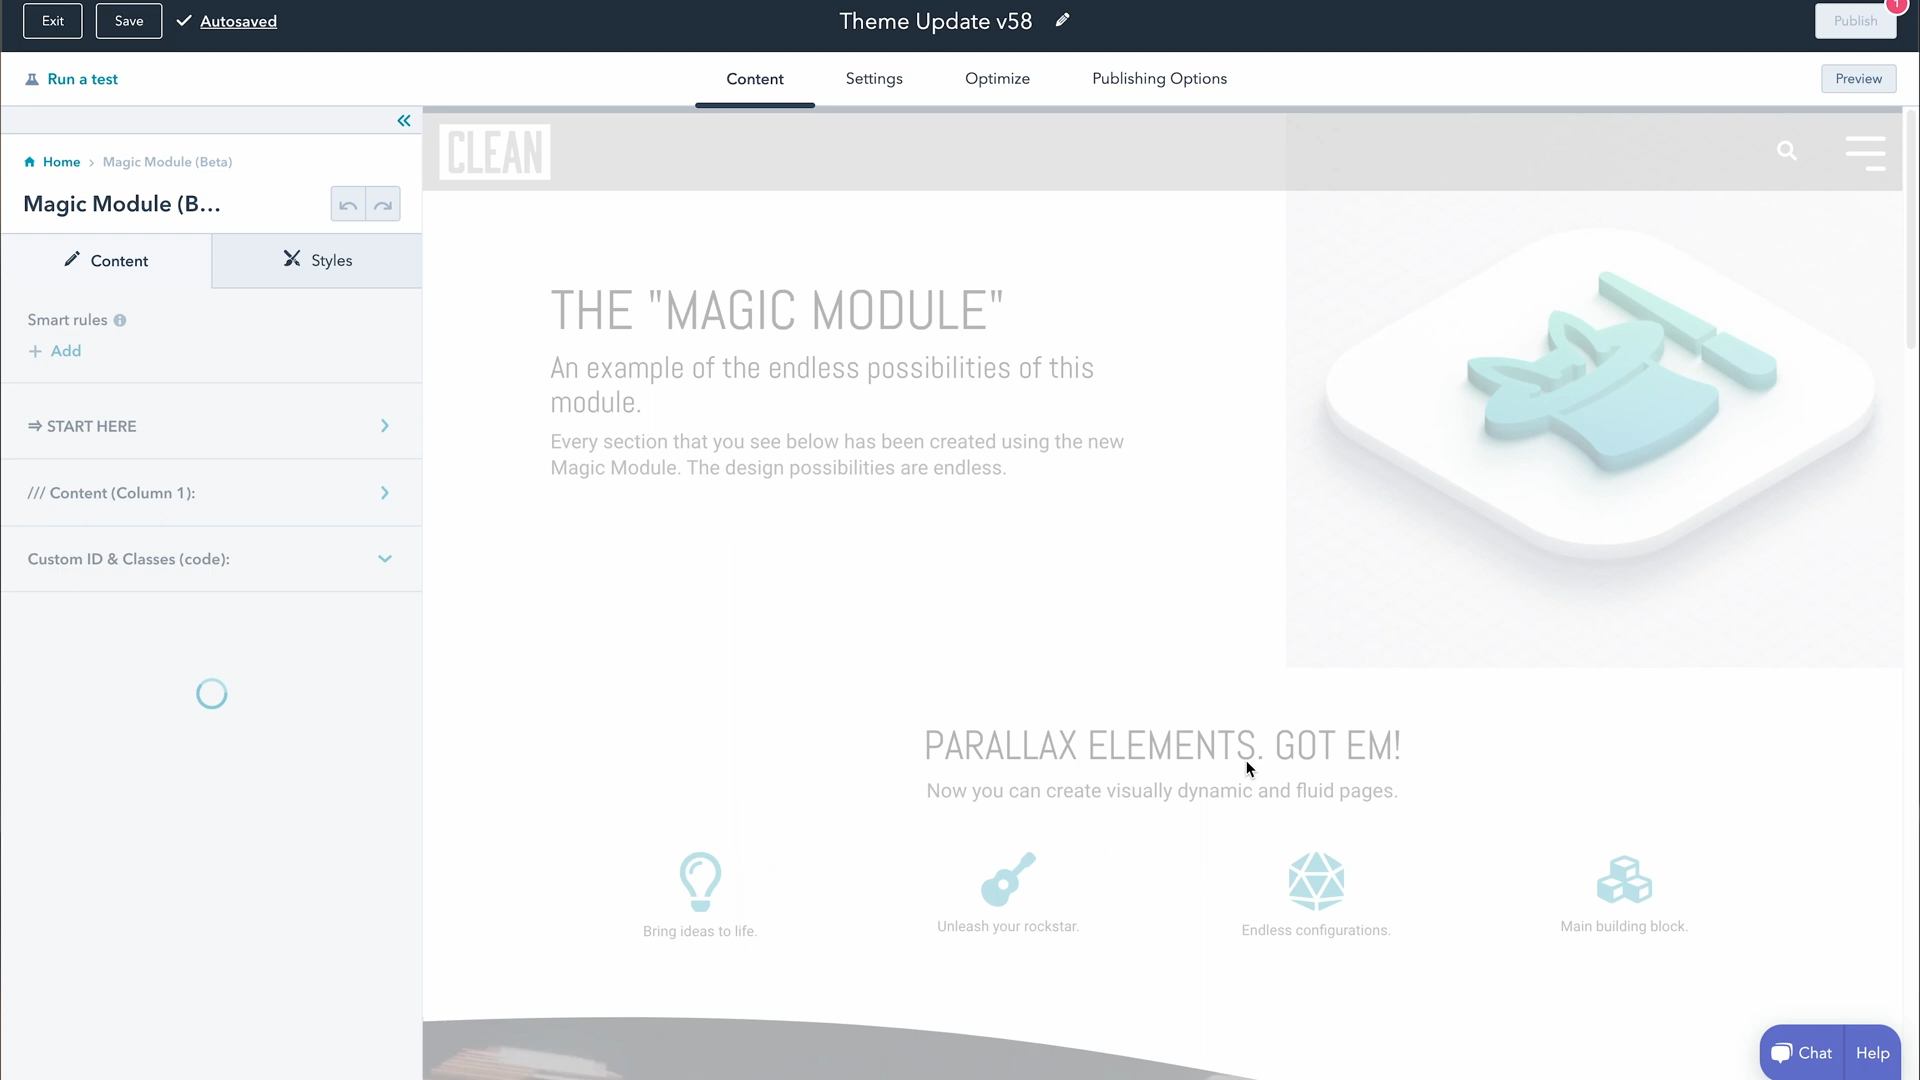 Exit
Save
Autosaved
Theme Update v58
Publish
1
Run a test
Content
Settings
Optimize
Publishing Options
Preview
Home
Magic Module (Beta)
Magic Module (B...
Content
Styles
Smart rules
+ Add
⇒ START HERE
/// Content (Column 1):
Custom ID & Classes (code):
CLEAN
THE "MAGIC MODULE"
An example of the endless possibilities of this
module.
Every section that you see below has been created using the new
Magic Module. The design possibilities are endless.
PARALLAX ELEMENTS. GOT EM!
Now you can create visually dynamic and fluid pages.
Bring ideas to life.
Unleash your rockstar.
Endless configurations.
Main building block.
Chat
Help